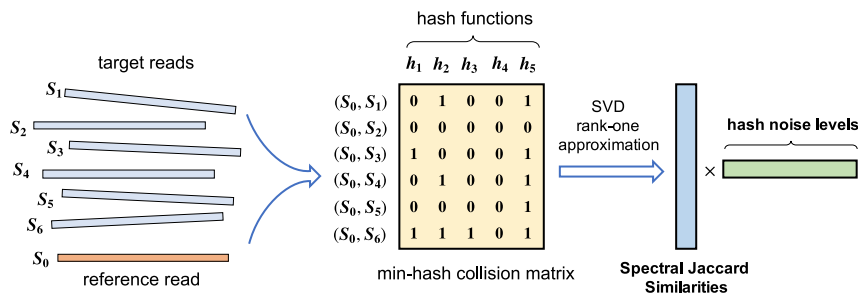 hash functions
target reads
h₁ h₂ h₃ h₄ h₅
S₁
S₂
S₃
S₄
S₅
S₆
S₀
reference read
(S₀, S₁) 0 1 0 0 1
(S₀, S₂) 0 0 0 0 0
(S₀, S₃) 1 0 0 0 1
(S₀, S₄) 0 1 0 0 1
(S₀, S₅) 0 0 0 0 1
(S₀, S₆) 1 1 1 0 1
min-hash collision matrix
SVD
rank-one
approximation
hash noise levels
×
Spectral Jaccard
Similarities